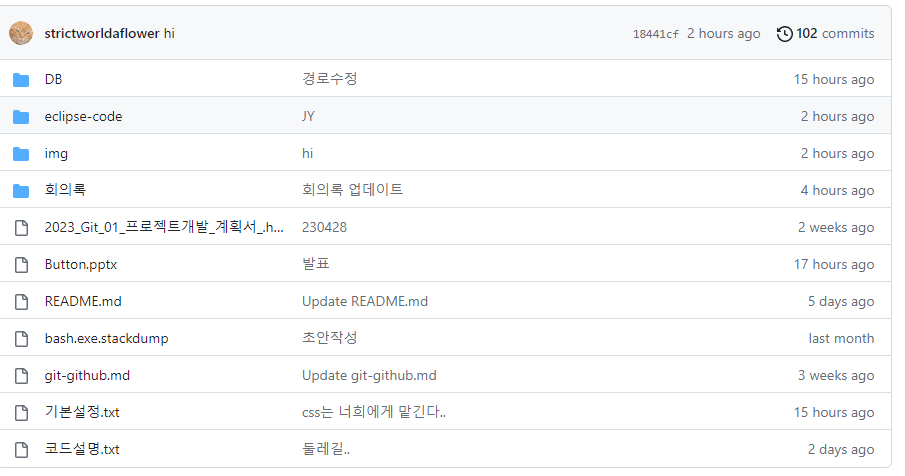 strictworldaflower hi 18441cf 2 hours ago 102 commits
DB 경로수정 15 hours ago
eclipse-code JY 2 hours ago
img hi 2 hours ago
회의록 회의록 업데이트 4 hours ago
2023_Git_01_프로젝트개발_계획서_.h... 230428 2 weeks ago
Button.pptx 발표 17 hours ago
README.md Update README.md 5 days ago
bash.exe.stackdump 초안작성 last month
git-github.md Update git-github.md 3 weeks ago
기본설정.txt css는 너희에게 맡긴다.. 15 hours ago
코드설명.txt 둘레길.. 2 days ago